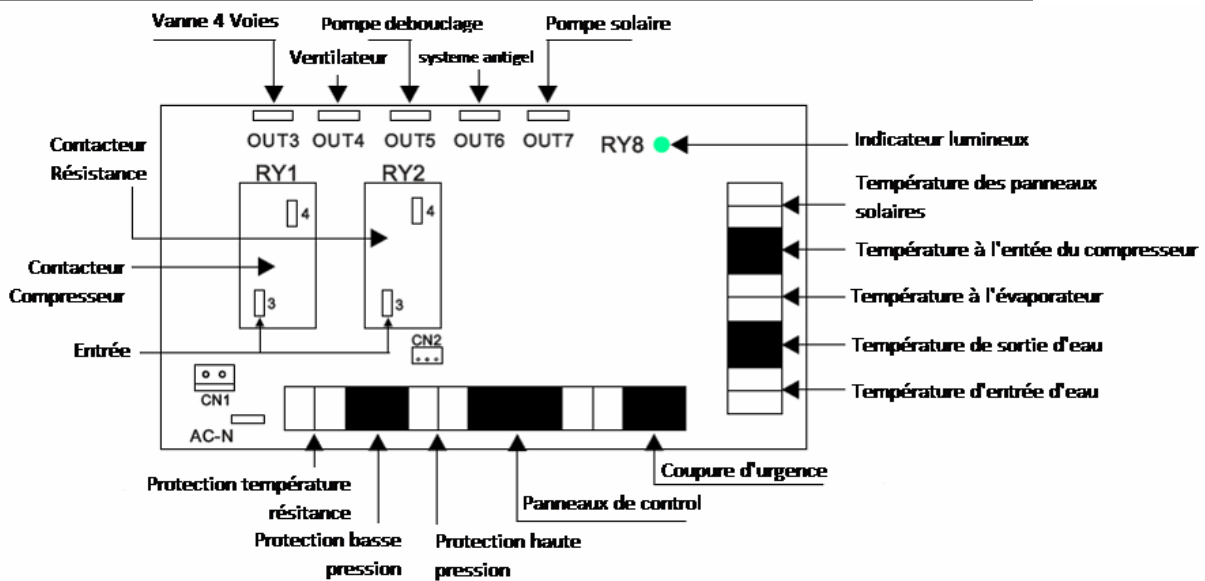 Vanne 4 Voies
Pompe debouclage
Pompe solaire
Ventilateur
systeme antigel
OUT3
OUT4
OUT5
OUT6
OUT7
RY8
Indicateur lumineux
Contacteur
Résistance
RY1
RY2
4
4
Température des panneaux
solaires
Température à l'entée du compresseur
Contacteur
Compresseur
3
3
Température à l'évaporateur
Entrée
CN2
Température de sortie d'eau
CN1
Température d'entrée d'eau
AC-N
Coupure d'urgence
Protection température
résitance
Panneaux de control
Protection basse
pression
Protection haute
pression